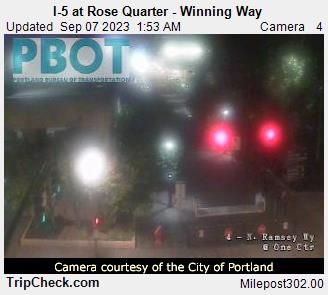 I-5 at Rose Quarter - Winning Way
Updated Sep 07 2023 1:53 AM Camera 4
PBOT
PORTLAND BUREAU OF TRANSPORTATION
4 - N. Ramsey Wy
@ One Ctr
Camera courtesy of the City of Portland
TripCheck.com Milepost302.00